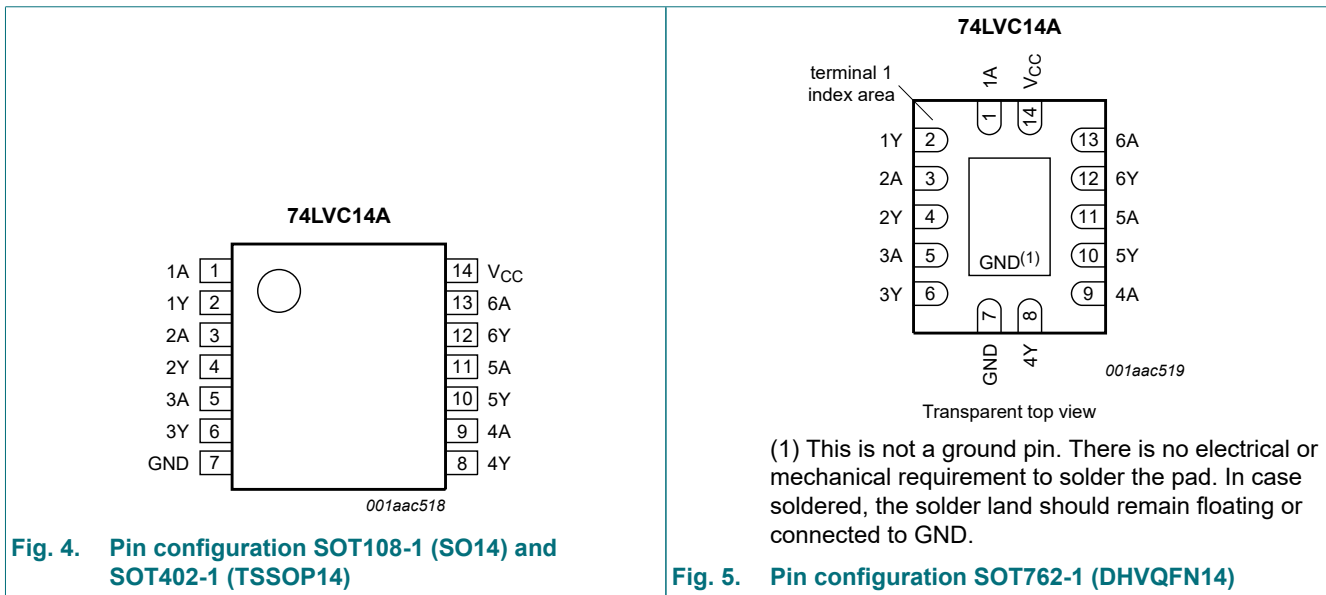 74LVC14A
1A 1
1Y 2
2A 3
2Y 4
3A 5
3Y 6
GND 7
14 VCC
13 6A
12 6Y
11 5A
10 5Y
9 4A
8 4Y
001aac518
Fig. 4. Pin configuration SOT108-1 (SO14) and
SOT402-1 (TSSOP14)
74LVC14A
terminal 1
index area
1A
VCC
1
14
1Y 2
2A 3
2Y 4
3A 5
3Y 6
13 6A
12 6Y
11 5A
10 5Y
9 4A
GND(1)
7
8
GND
4Y
001aac519
Transparent top view
(1) This is not a ground pin. There is no electrical or
mechanical requirement to solder the pad. In case
soldered, the solder land should remain floating or
connected to GND.
Fig. 5. Pin configuration SOT762-1 (DHVQFN14)